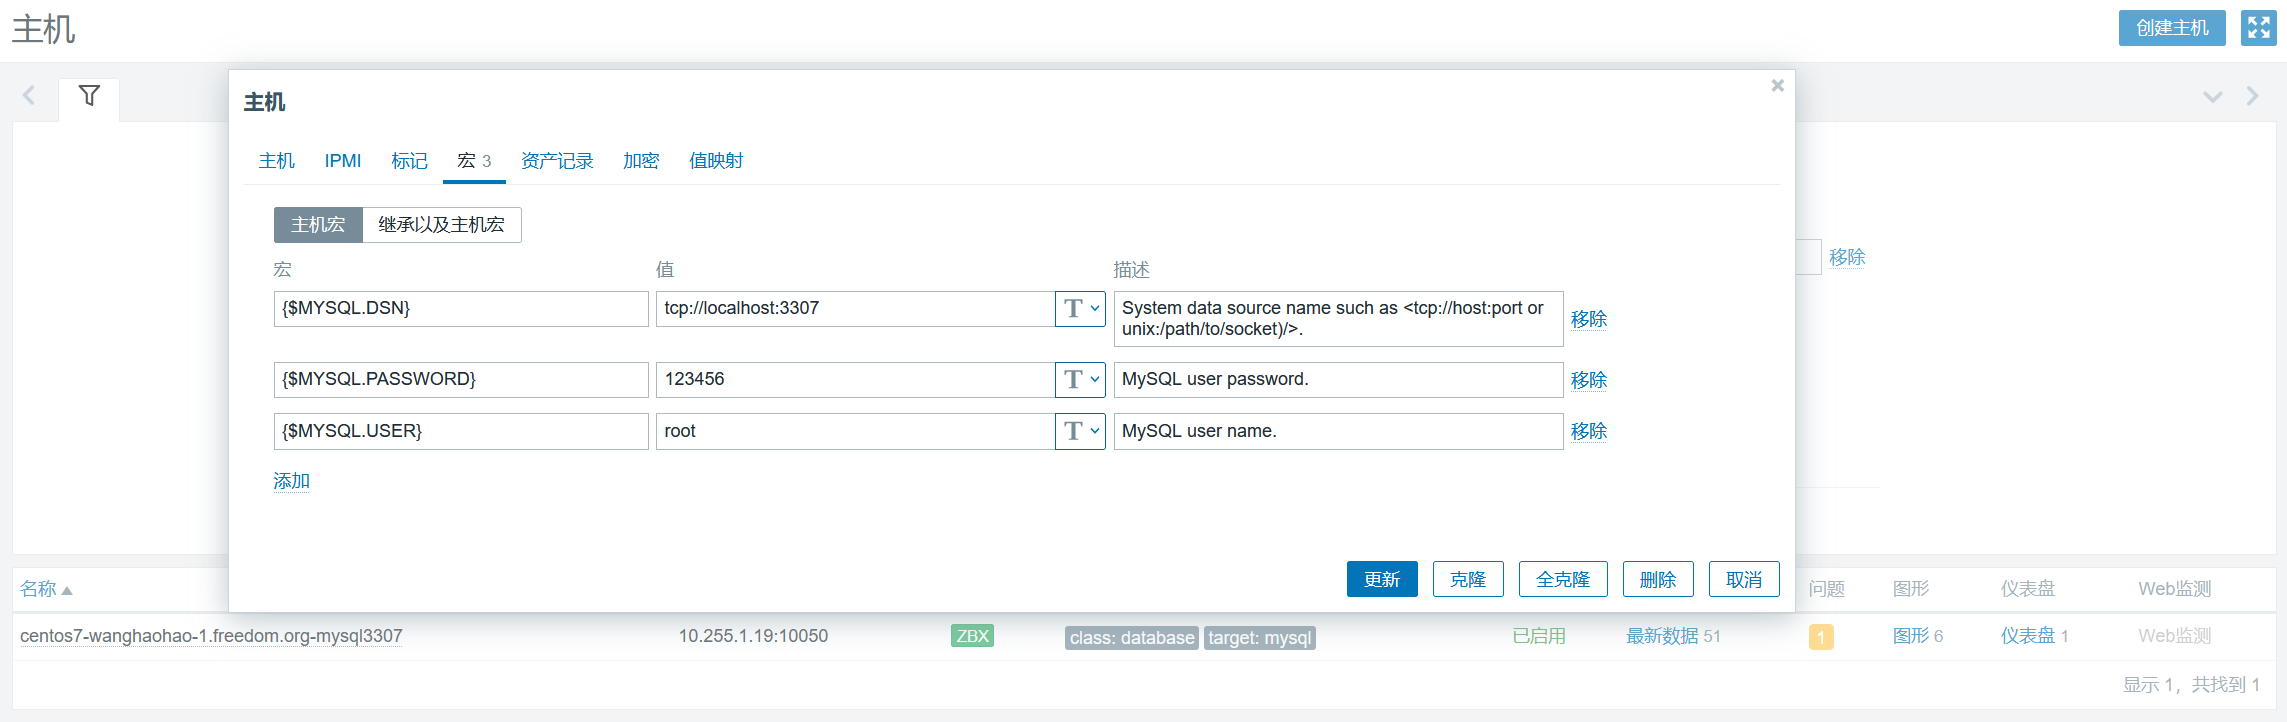 主机
创建主机
主机
主机 IPMI 标记 宏 3 资产记录 加密 值映射
主机宏 继承以及主机宏
宏 值 描述
{$MYSQL.DSN} tcp://localhost:3307 T System data source name such as <tcp://host:port or
unix:/path/to/socket)/>. 移除
移除
{$MYSQL.PASSWORD} 123456 T MySQL user password. 移除
{$MYSQL.USER} root T MySQL user name. 移除
添加
更新 克隆 全克隆 删除 取消
名称 问题 图形 仪表盘 Web监测
centos7-wanghaohao-1.freedom.org-mysql3307 10.255.1.19:10050 ZBX class: database target: mysql 已启用 最新数据 51 1 图形 6 仪表盘 1 Web监测
显示 1，共找到 1